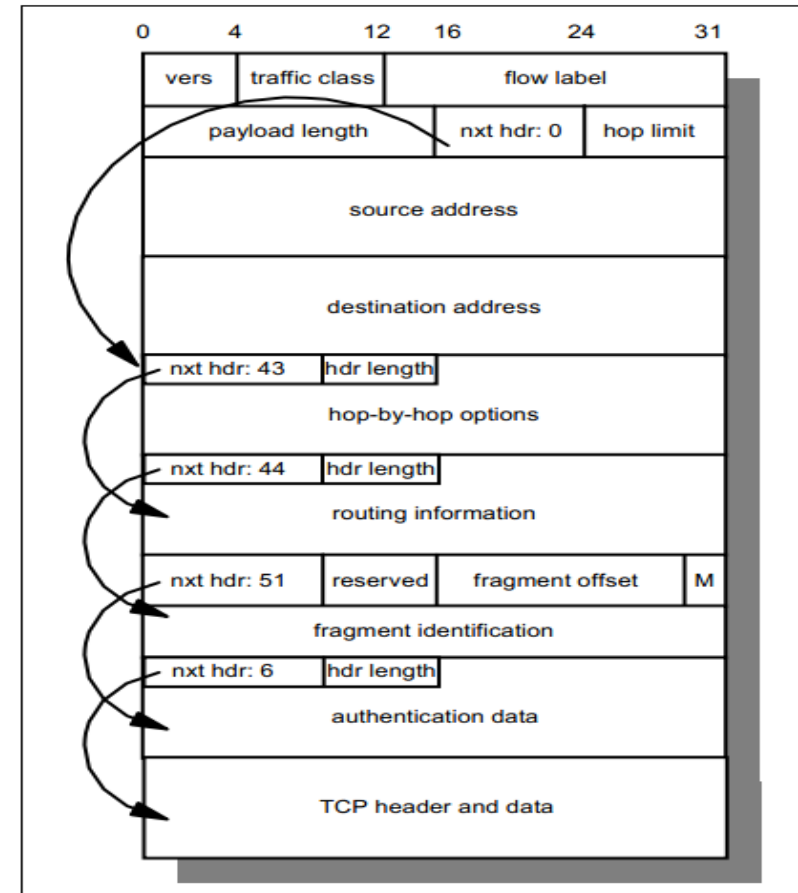 0 4 12 16 24 31
vers traffic class flow label
payload length nxt hdr: 0 hop limit
source address
destination address
nxt hdr: 43 hdr length
hop-by-hop options
nxt hdr: 44 hdr length
routing information
nxt hdr: 51 reserved fragment offset M
fragment identification
nxt hdr: 6 hdr length
authentication data
TCP header and data